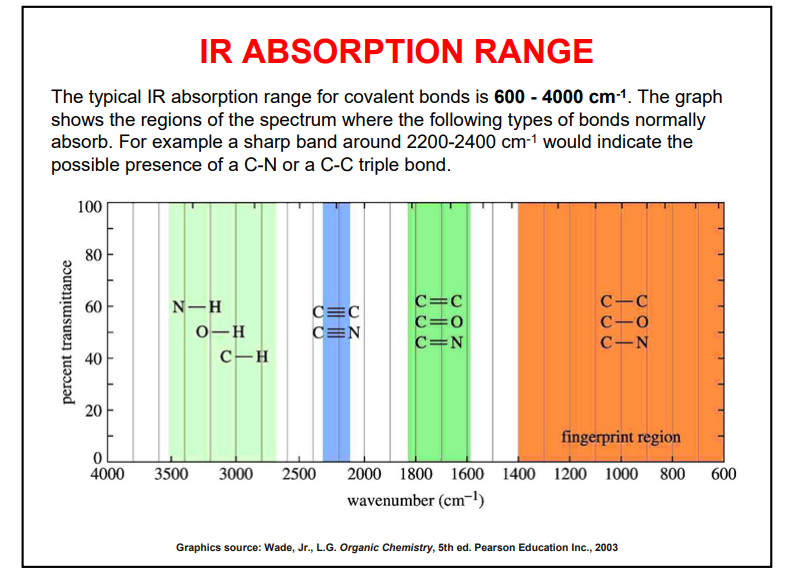 IR ABSORPTION RANGE
The typical IR absorption range for covalent bonds is 600 - 4000 cm-1. The graph
shows the regions of the spectrum where the following types of bonds normally
absorb. For example a sharp band around 2200-2400 cm-1 would indicate the
possible presence of a C-N or a C-C triple bond.
percent transmittance
100
80
60
40
20
0
N—H
O—H
C—H
C≡C
C≡N
C=C
C=O
C=N
C—C
C—O
C—N
fingerprint region
4000 3500 3000 2500 2000 1800 1600 1400 1200 1000 800 600
wavenumber (cm−1)
Graphics source: Wade, Jr., L.G. Organic Chemistry, 5th ed. Pearson Education Inc., 2003